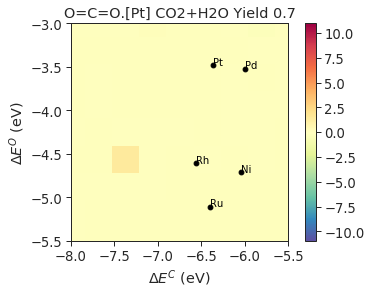 O=C=O.[Pt] CO2+H2O Yield 0.7
−3.0
−3.5
−4.0
−4.5
−5.0
−5.5
ΔE^O (eV)
Pt
Pd
Rh
Ni
Ru
−8.0 −7.5 −7.0 −6.5 −6.0 −5.5
ΔE^C (eV)
10.0
7.5
5.0
2.5
0.0
−2.5
−5.0
−7.5
−10.0